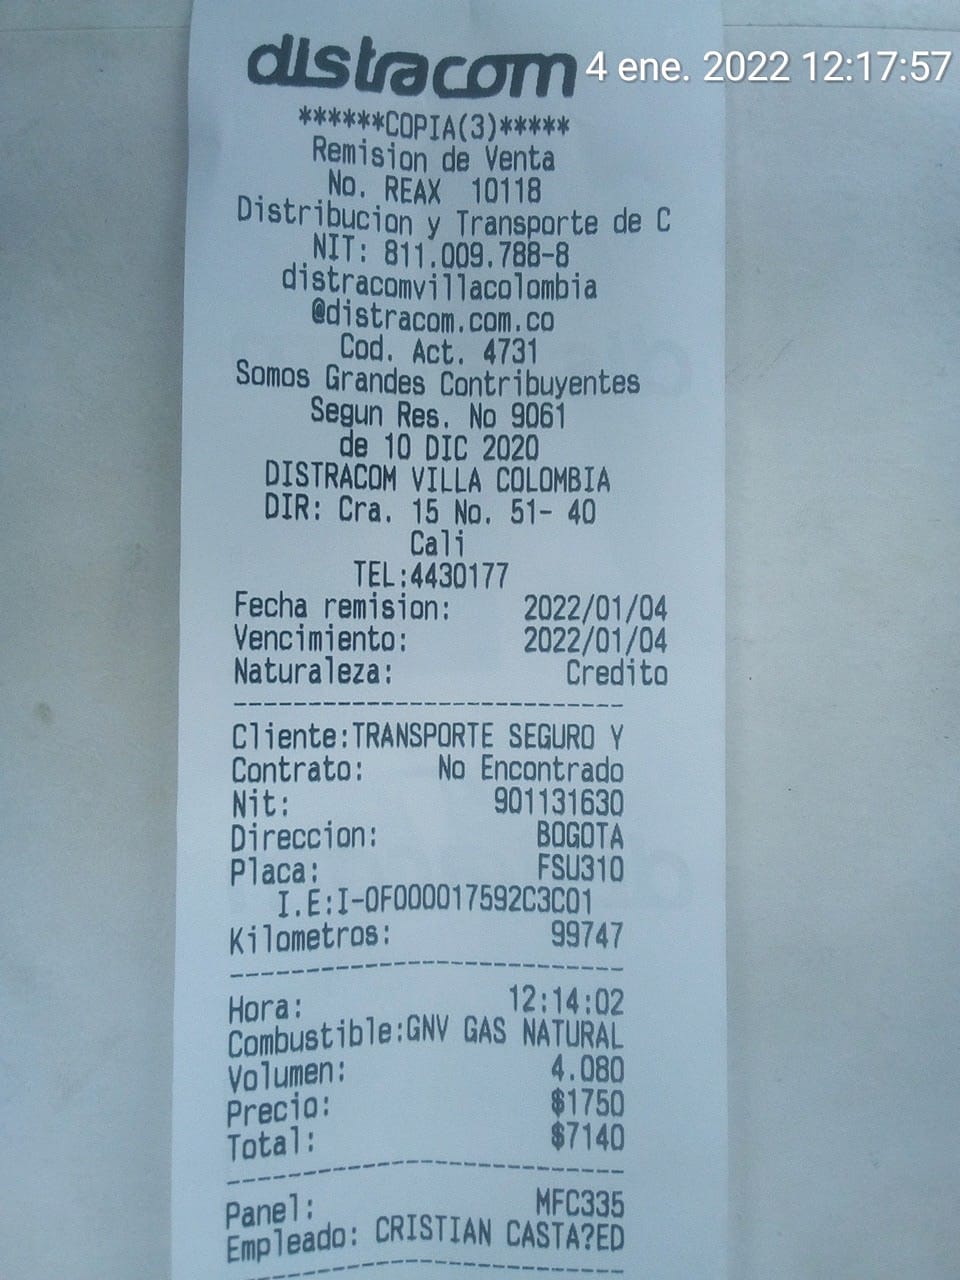 distracom
4 ene. 2022 12:17:57
******COPIA(3)*****
Remision de Venta
No. REAX 10118
Distribucion y Transporte de C
NIT: 811.009.788-8
distracomvillacolombia
@distracom.com.co
Cod. Act. 4731
Somos Grandes Contribuyentes
Segun Res. No 9061
de 10 DIC 2020
DISTRACOM VILLA COLOMBIA
DIR: Cra. 15 No. 51- 40
Cali
TEL:4430177
Fecha remision: 2022/01/04
Vencimiento: 2022/01/04
Naturaleza: Credito
Cliente:TRANSPORTE SEGURO Y
Contrato: No Encontrado
Nit: 901131630
Direccion: BOGOTA
Placa: FSU310
I.E:I-0F000017592C3C01
Kilometros: 99747
Hora: 12:14:02
Combustible:GNV GAS NATURAL
Volumen: 4.080
Precio: $1750
Total: $7140
Panel: MFC335
Empleado: CRISTIAN CASTA?ED